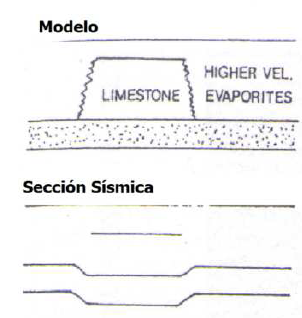 Modelo
HIGHER VEL.
LIMESTONE EVAPORITES
Sección Sísmica